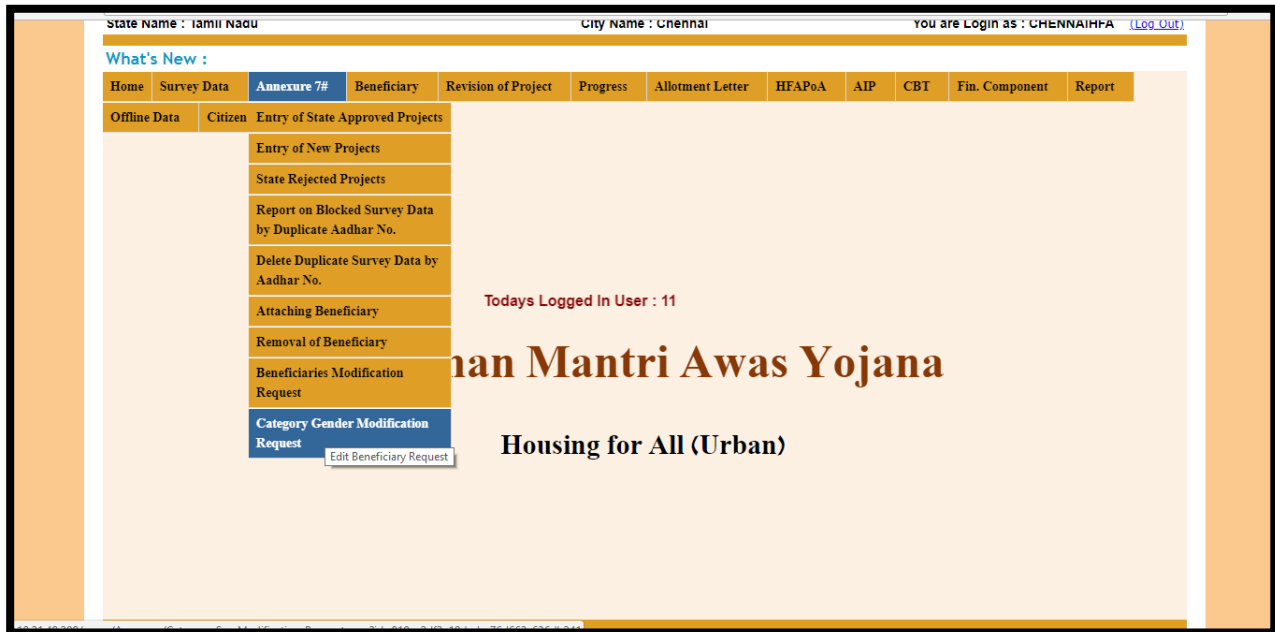 State Name : Tamil Nadu City Name : Chennai You are Login as : CHENNAIHFA (Log Out)
What's New :
Home Survey Data Annexure 7# Beneficiary Revision of Project Progress Allotment Letter HFAPoA AIP CBT Fin. Component Report
Offline Data Citizen Entry of State Approved Projects
Entry of New Projects
State Rejected Projects
Report on Blocked Survey Data
by Duplicate Aadhar No.
Delete Duplicate Survey Data by
Aadhar No.
Todays Logged In User : 11
Attaching Beneficiary
Removal of Beneficiary
han Mantri Awas Yojana
Beneficiaries Modification
Request
Category Gender Modification
Request
Housing for All (Urban)
Edit Beneficiary Request